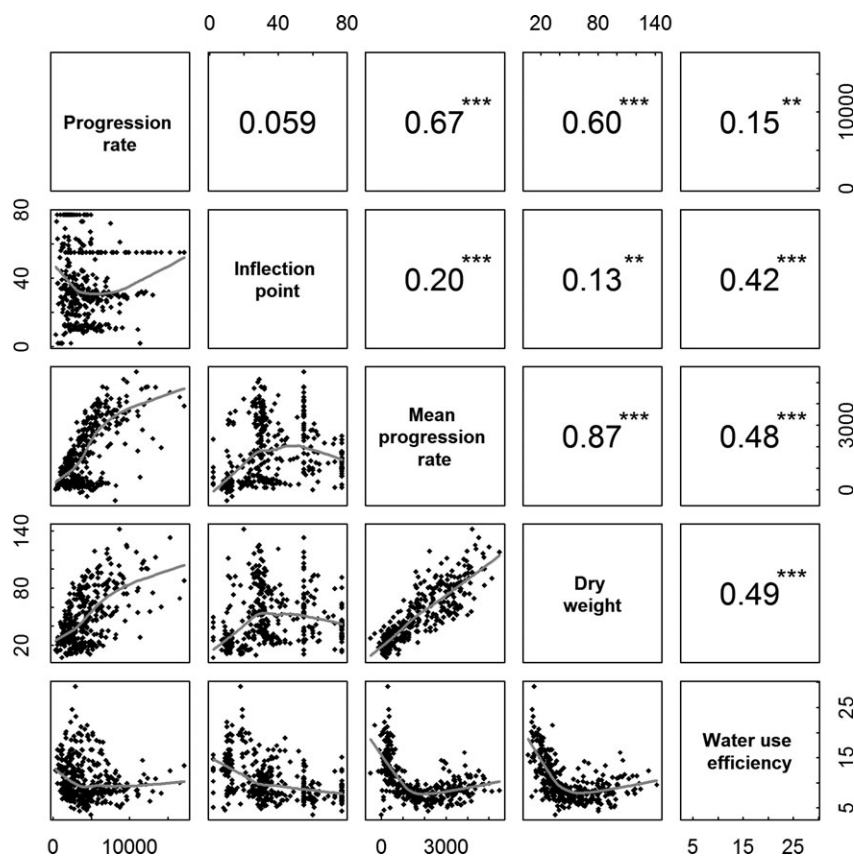 0 40 80 20 80 140
Progression
rate
0.059
0.67***
0.60***
0.15**
0 10000
0 40 80
Inflection
point
0.20***
0.13**
0.42***
Mean
progression
rate
0.87***
0.48***
0 3000
20 80 140
Dry
weight
0.49***
Water use
efficiency
5 15 25
0 10000 0 3000 5 15 25